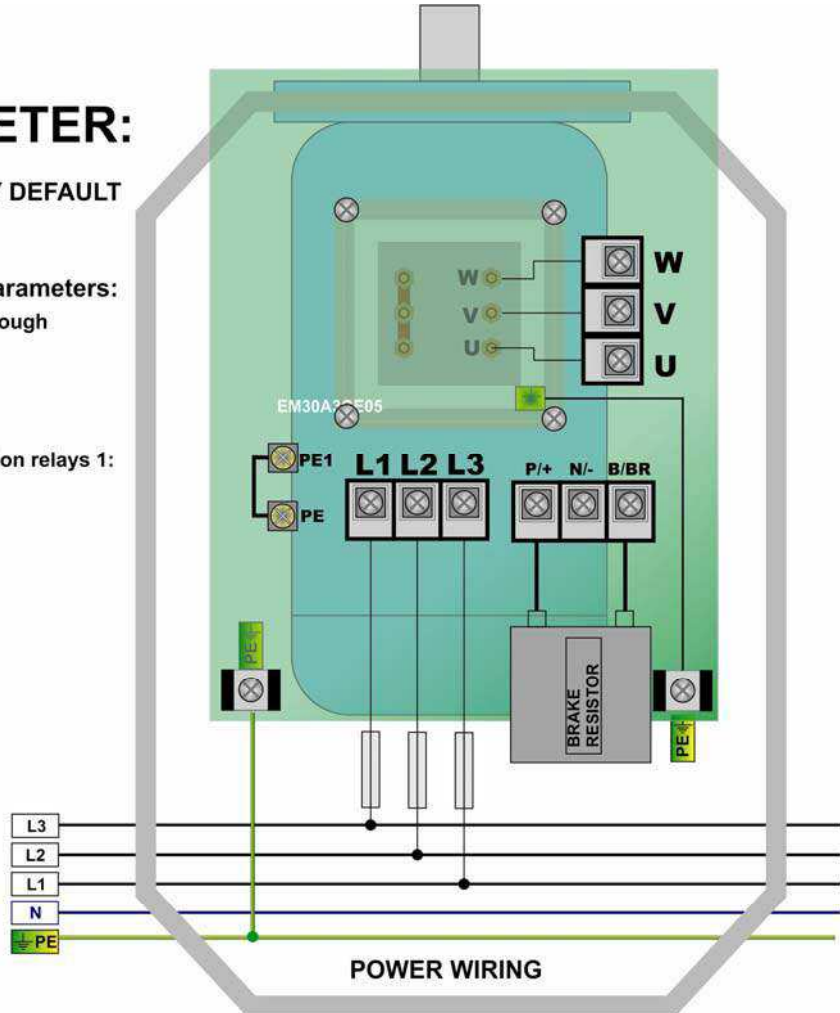 ETER:
Y DEFAULT
arameters:
ough
on relays 1:
W
V
U
W
V
U
PE1
PE
L1 L2 L3
P/+ N/- B/BR
PE
BRAKE
RESISTOR
PE
L3
L2
L1
N
PE
POWER WIRING